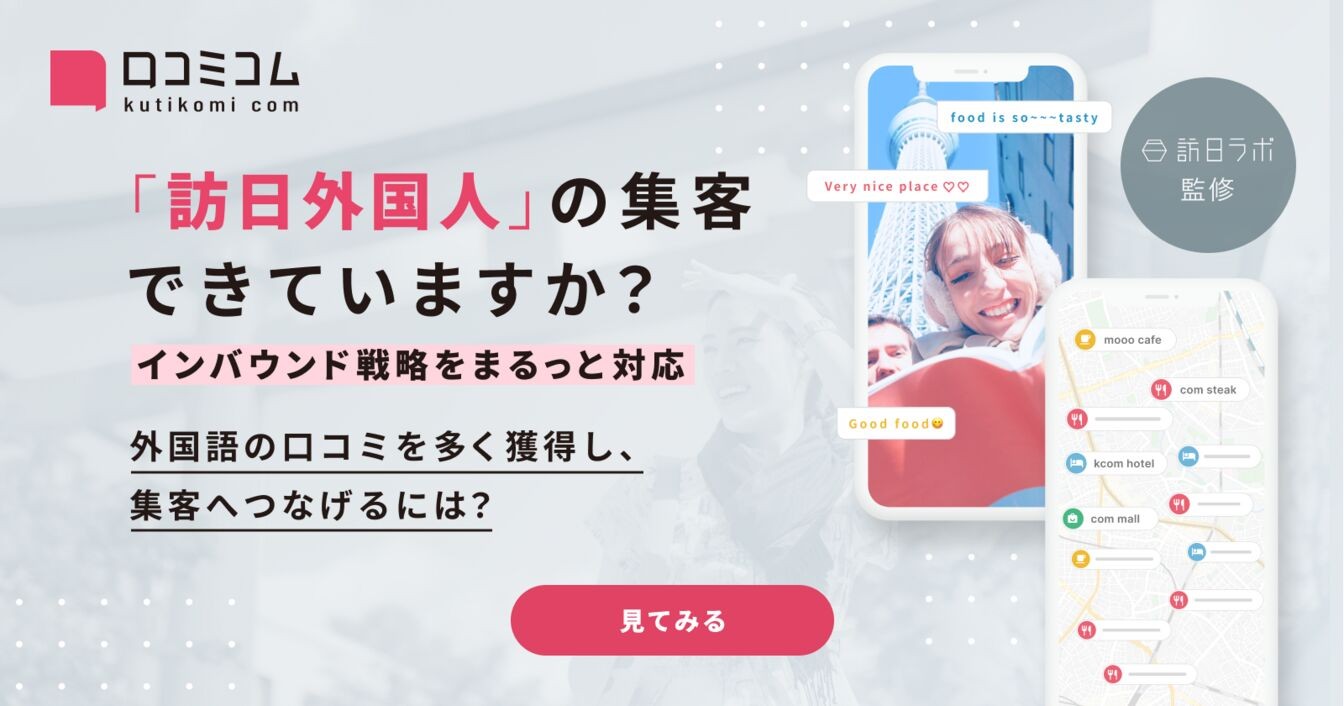 口コミコム
kutikomi com
「訪日外国人」の集客
できていますか？
インバウンド戦略をまるっと対応
外国語の口コミを多く獲得し、
集客へつなげるには？
見てみる
food is so~~~tasty
Very nice place♡♡
Good food😋
訪日ラボ
監修
mooo cafe
com steak
kcom hotel
com mall